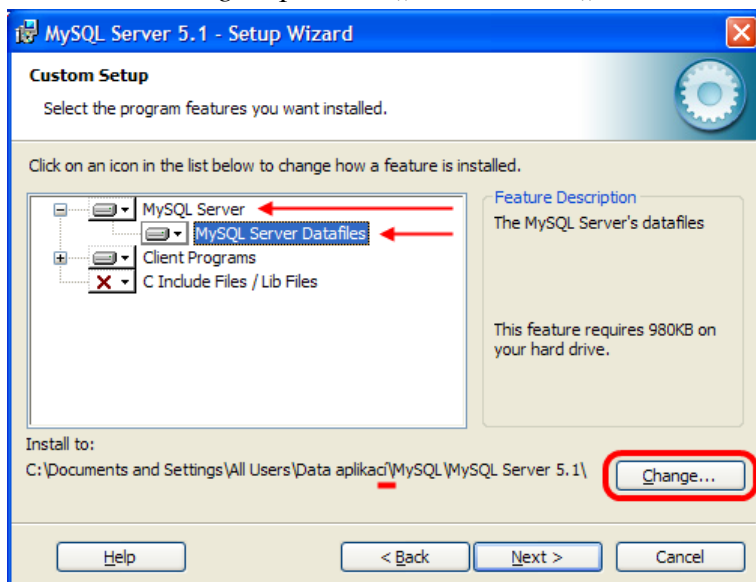 MySQL Server 5.1 - Setup Wizard
Custom Setup
Select the program features you want installed.
Click on an icon in the list below to change how a feature is installed.
MySQL Server
MySQL Server Datafiles
Client Programs
C Include Files / Lib Files
Feature Description
The MySQL Server's datafiles
This feature requires 980KB on
your hard drive.
Install to:
C:\Documents and Settings\All Users\Data aplikací\MySQL\MySQL Server 5.1\
Change...
Help
< Back
Next >
Cancel